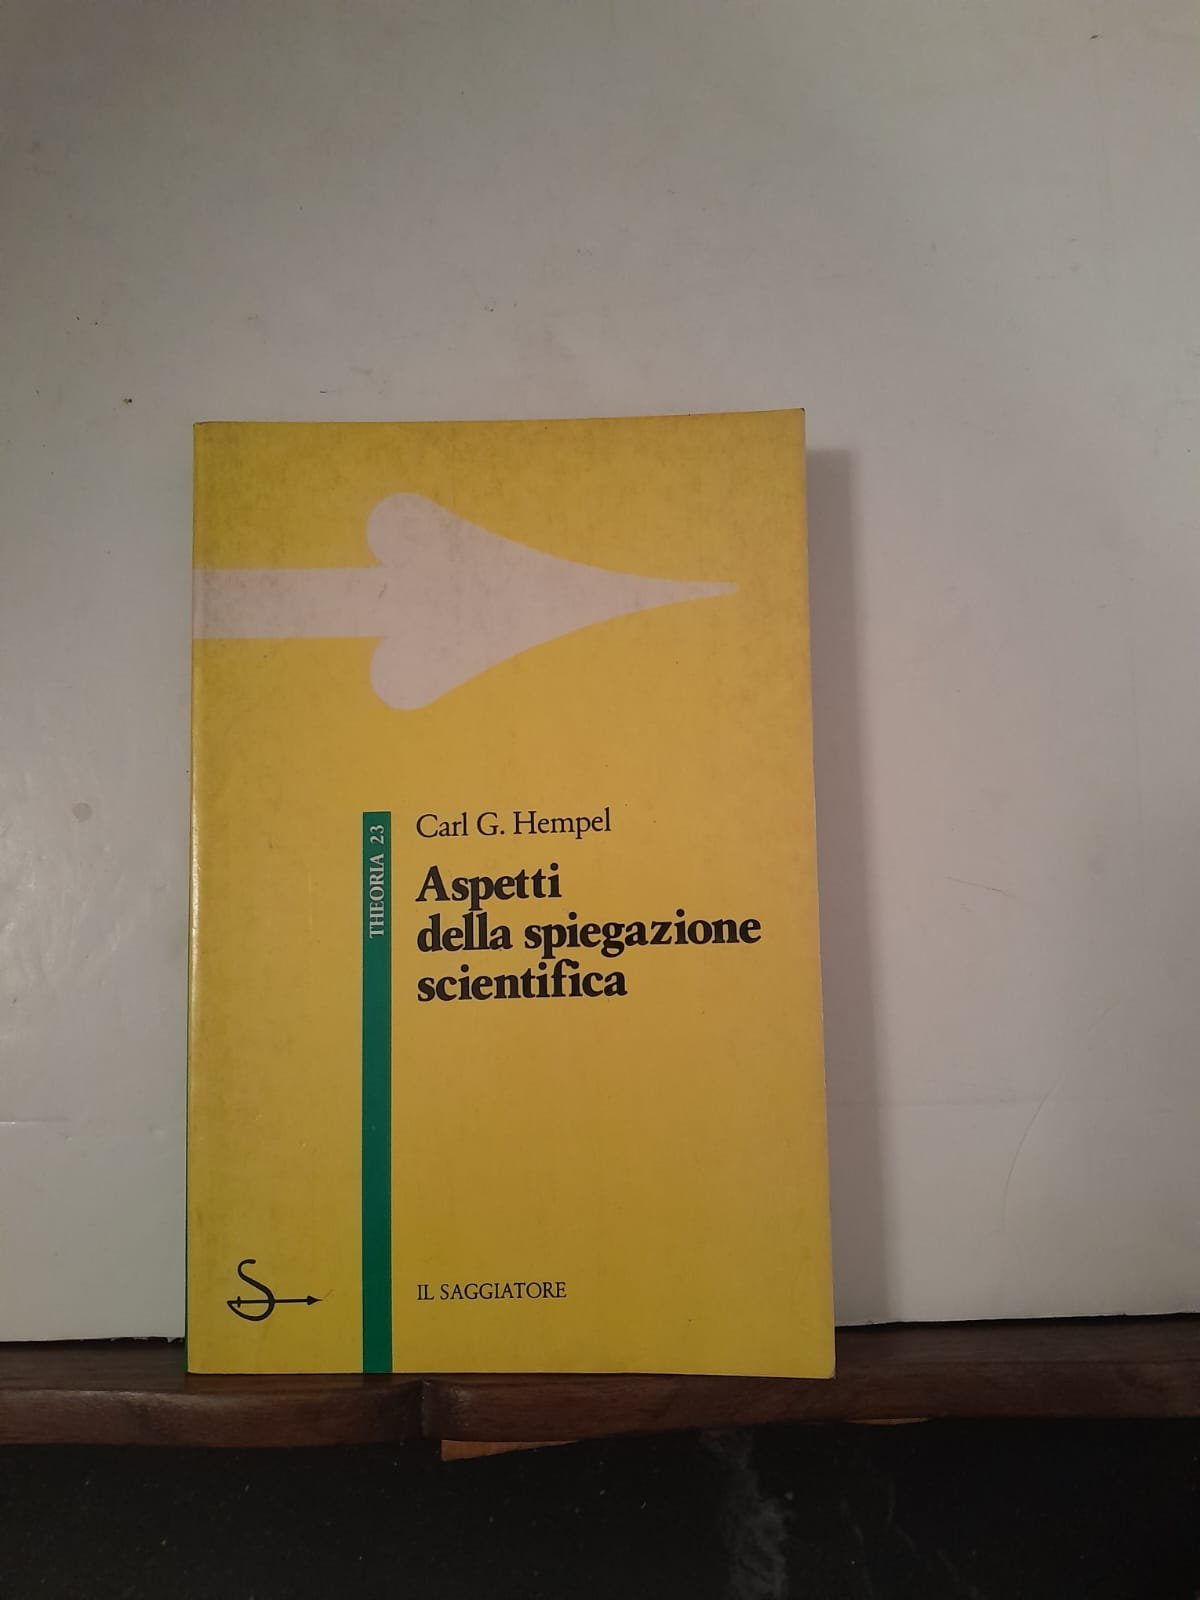 Carl G. Hempel
Aspetti
della spiegazione
scientifica
THEORIA 23
IL SAGGIATORE